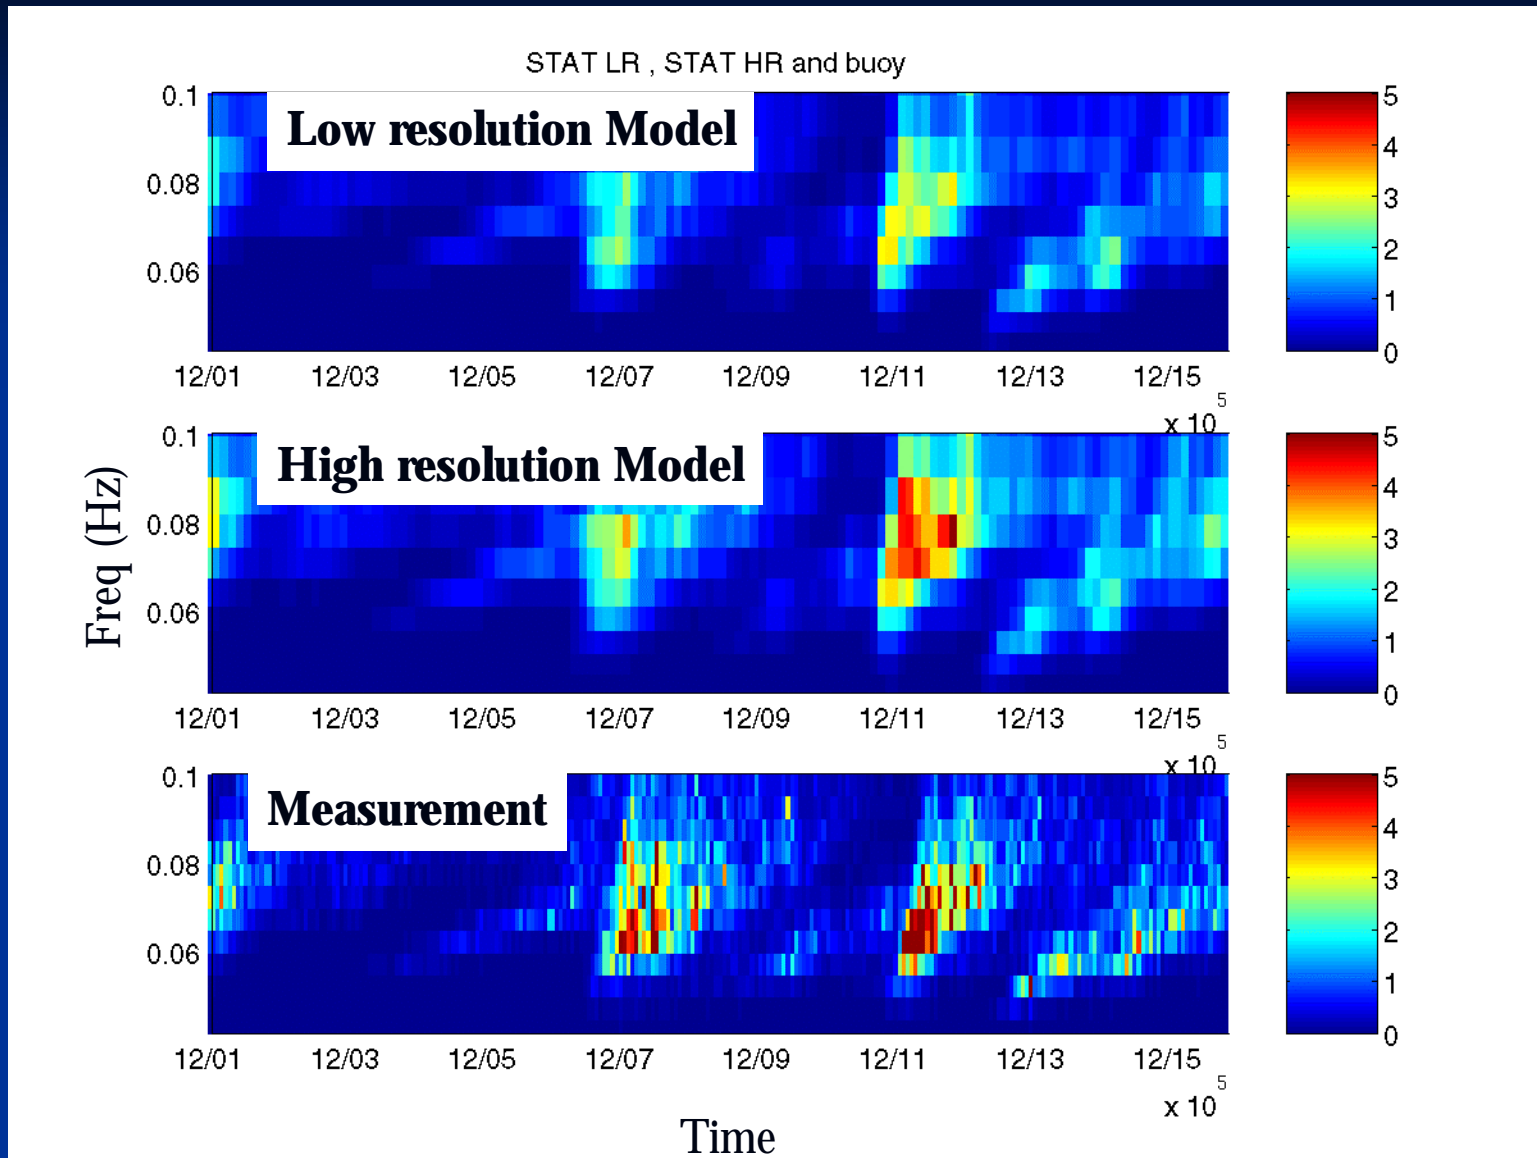 STAT LR , STAT HR and buoy
Low resolution Model
0.1
0.08
0.06
5
4
3
2
1
0
12/01 12/03 12/05 12/07 12/09 12/11 12/13 12/15
x 10 5
High resolution Model
0.1
0.08
0.06
5
4
3
2
1
0
Freq (Hz)
12/01 12/03 12/05 12/07 12/09 12/11 12/13 12/15
x 10 5
Measurement
0.1
0.08
0.06
5
4
3
2
1
0
12/01 12/03 12/05 12/07 12/09 12/11 12/13 12/15
x 10 5
Time